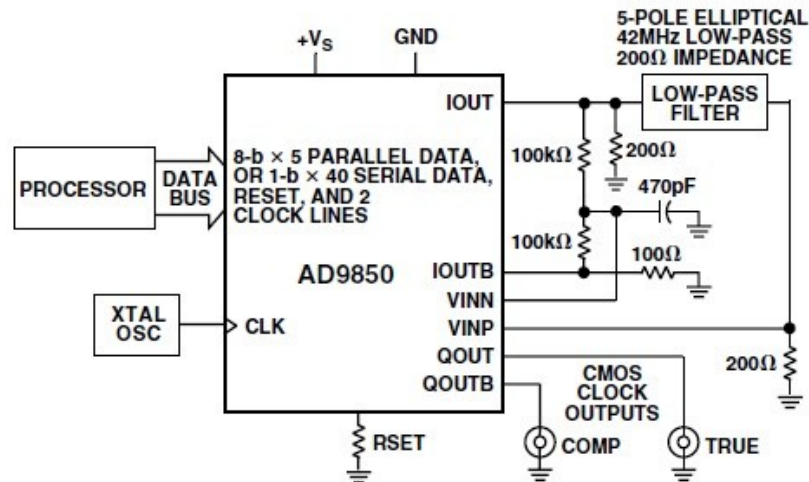 5-POLE ELLIPTICAL
42MHz LOW-PASS
200Ω IMPEDANCE
+VS
GND
IOUT
LOW-PASS
FILTER
100kΩ
200Ω
PROCESSOR
DATA
BUS
8-b × 5 PARALLEL DATA,
OR 1-b × 40 SERIAL DATA,
RESET, AND 2
CLOCK LINES
470pF
100kΩ
100Ω
AD9850
IOUTB
VINN
XTAL
OSC
CLK
VINP
QOUT
200Ω
QOUTB
CMOS
CLOCK
OUTPUTS
RSET
COMP
TRUE